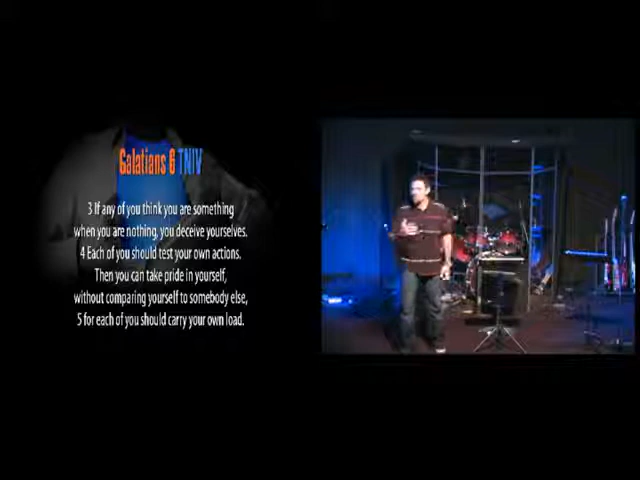 Galatians 6 TNIV
3 If any of you think you are something
when you are nothing, you deceive yourselves.
4 Each of you should test your own actions.
Then you can take pride in yourself,
without comparing yourself to somebody else,
5 for each of you should carry your own load.